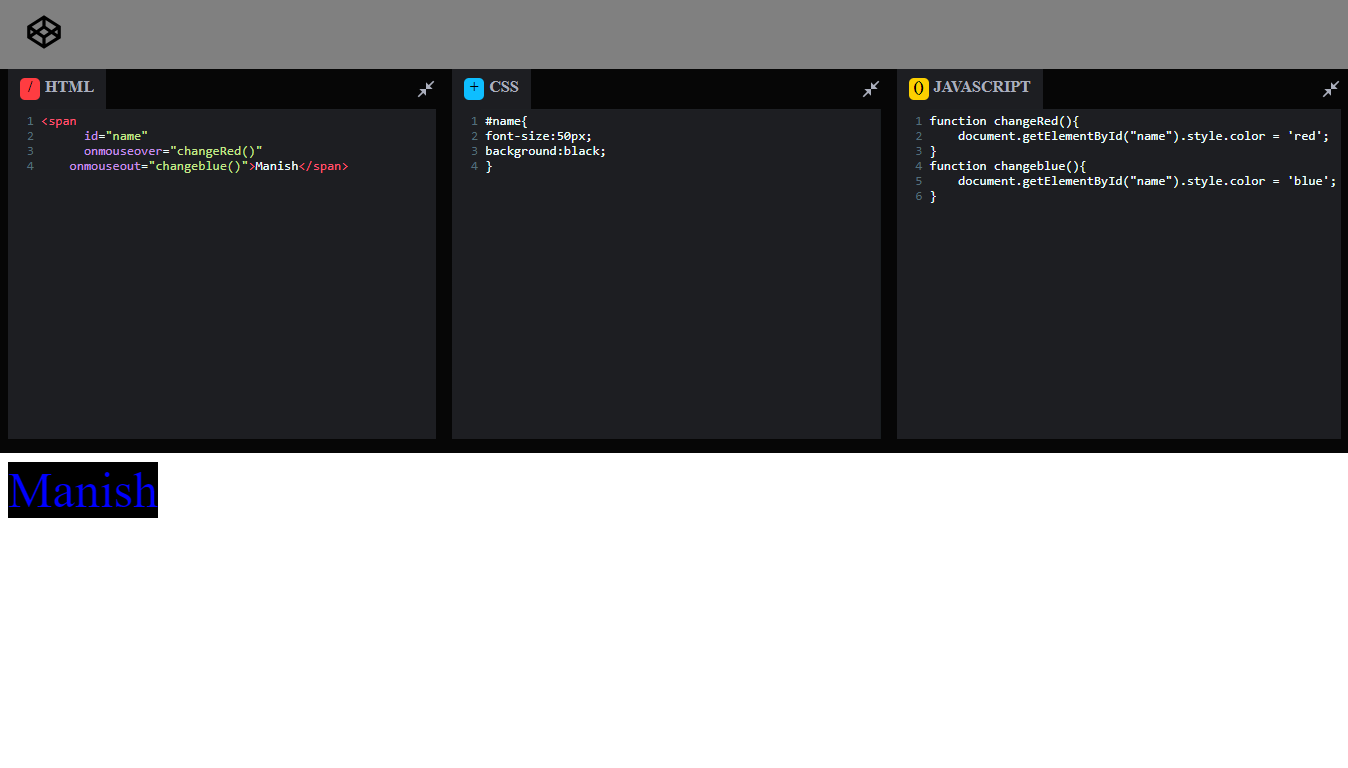 / HTML
1 <span
2 id="name"
3 onmouseover="changeRed()"
4 onmouseout="changeblue()">Manish</span>
+ CSS
1 #name{
2 font-size:50px;
3 background:black;
4 }
() JAVASCRIPT
1 function changeRed(){
2 document.getElementById("name").style.color = 'red';
3 }
4 function changeblue(){
5 document.getElementById("name").style.color = 'blue';
6 }
Manish